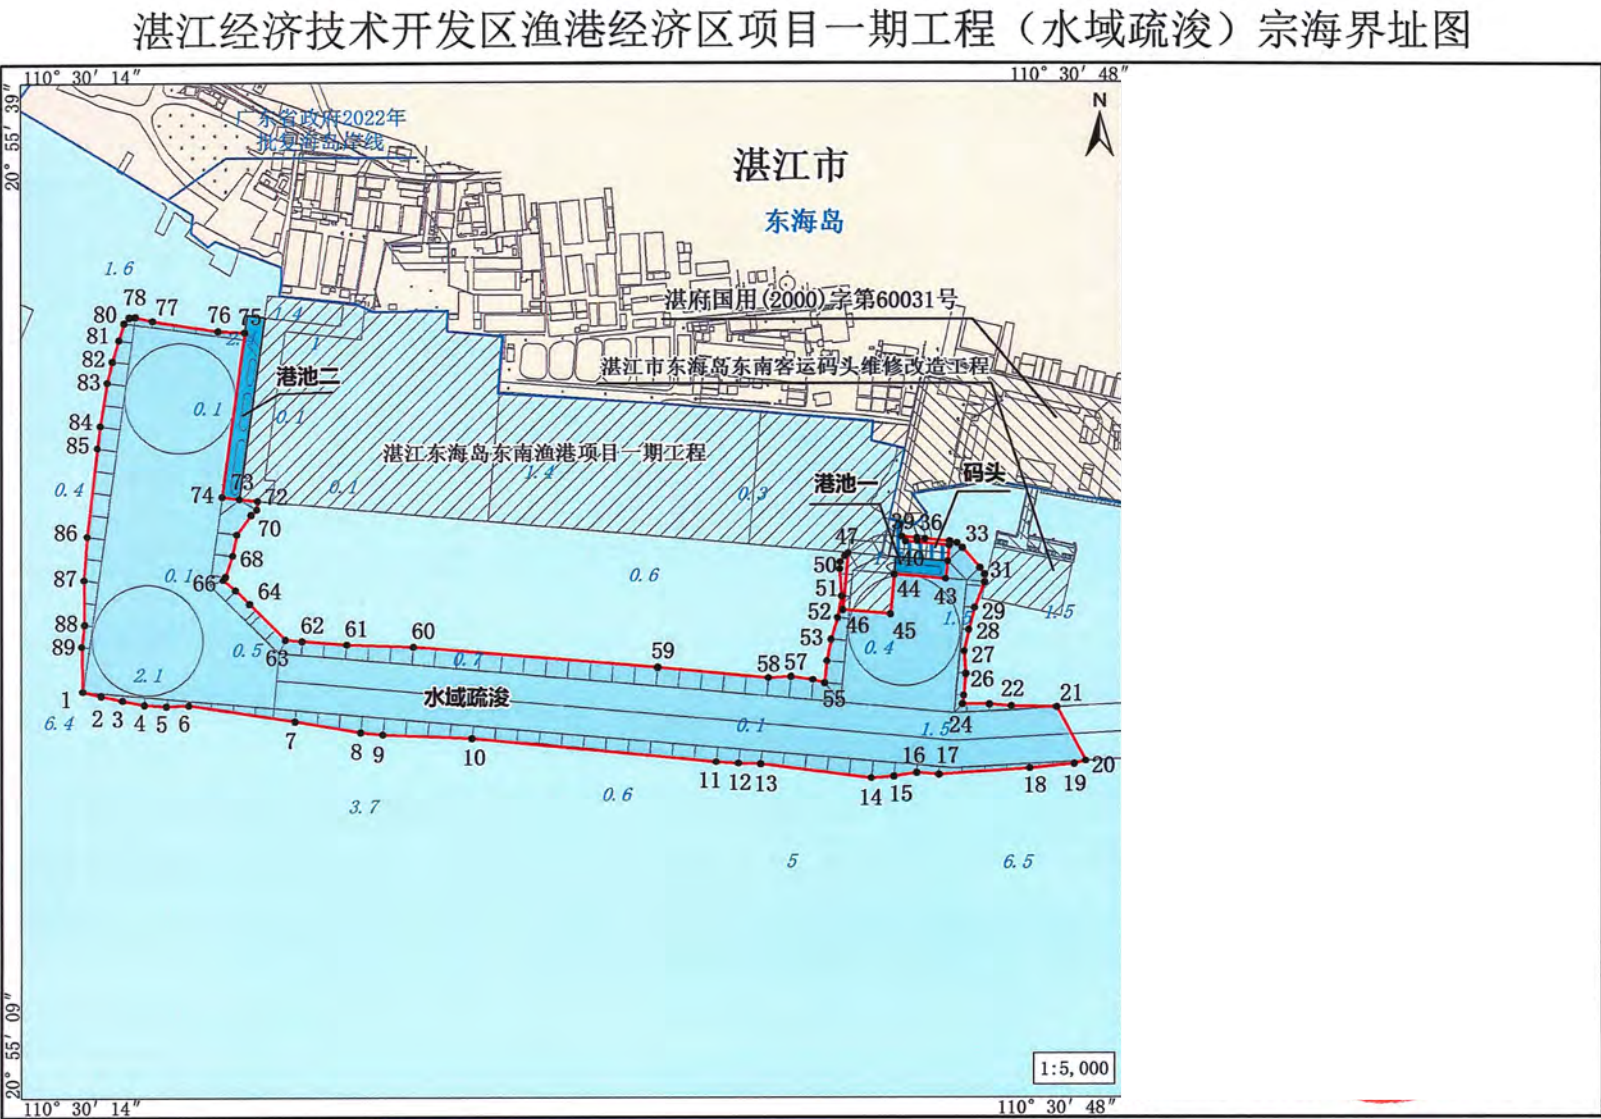 湛江经济技术开发区渔港经济区项目一期工程（水域疏浚）宗海界址图
110° 30′ 14″
110° 30′ 48″
20° 55′ 39″
N
广东省政府2022年
批复海岛岸线
湛江市
东海岛
1.6
湛府国用(2000)字第60031号
湛江市东海岛东南客运码头维修改造工程
1.4
80 78 77 76 75
81
1
82
83
港池二
0.1
0.1
84
85
湛江东海岛东南渔港项目一期工程
1.4
码头
港池一
0.4
0.1
0.3
74 73 72
70
39 36 33
47
86
68
50
40
31
0.1
0.6
66
87
64
51
44 43
29
1.5
52
46 45
1.5
88
62 61 60
53
28
89
63
0.5
0.7
59
0.4
27
58 57
2.1
水域疏浚
55
26
22 21
1 2 3 4 5 6
24
6.4
7
0.1
1.5
8 9 10
16 17
11 12 13
14 15
18 19 20
3.7
0.6
5
6.5
1:5,000
20° 55′ 09″
110° 30′ 14″
110° 30′ 48″